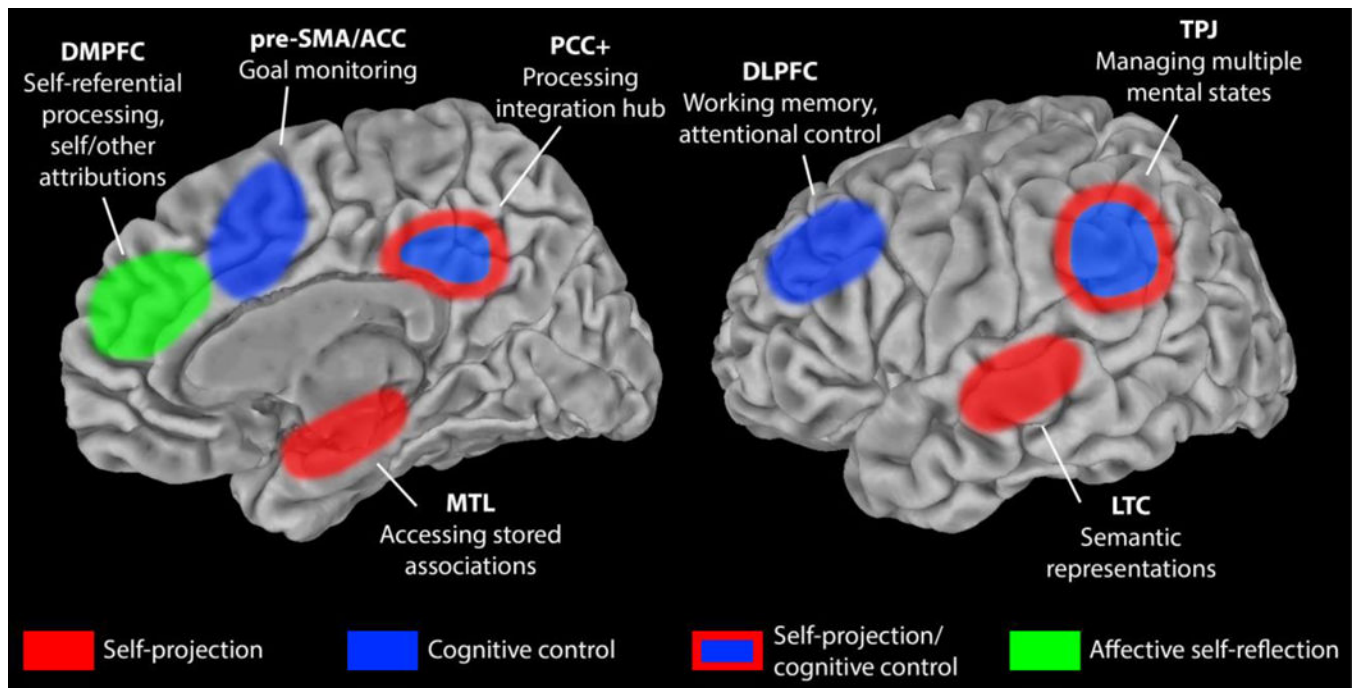 DMPFC
Self-referential
processing,
self/other
attributions
pre-SMA/ACC
Goal monitoring
PCC+
Processing
integration hub
DLPFC
Working memory,
attentional control
TPJ
Managing multiple
mental states
MTL
Accessing stored
associations
LTC
Semantic
representations
Self-projection
Cognitive control
Self-projection/
cognitive control
Affective self-reflection